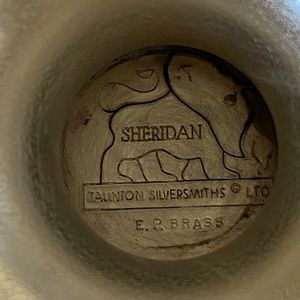 SHERIDAN
TAUNTON SILVERSMITHS © LTD
E.P. BRASS